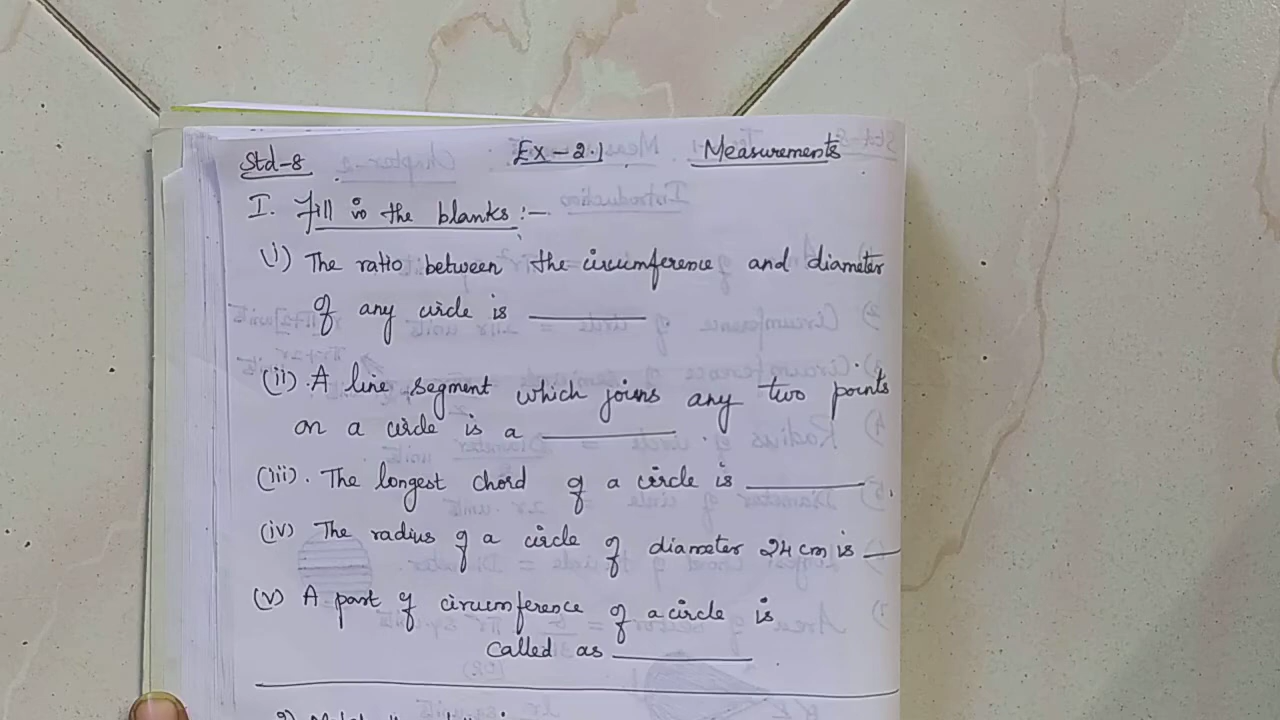 Std-8 Ex-2.1 Measurements
I. Fill in the blanks :-
(i) The ratio between the circumference and diameter
of any circle is ________
(ii). A line segment which joins any two points
on a circle is a ________
(iii). The longest chord of a circle is ________.
(iv) The radius of a circle of diameter 24 cm is __
(v) A part of circumference of a circle is
called as ________